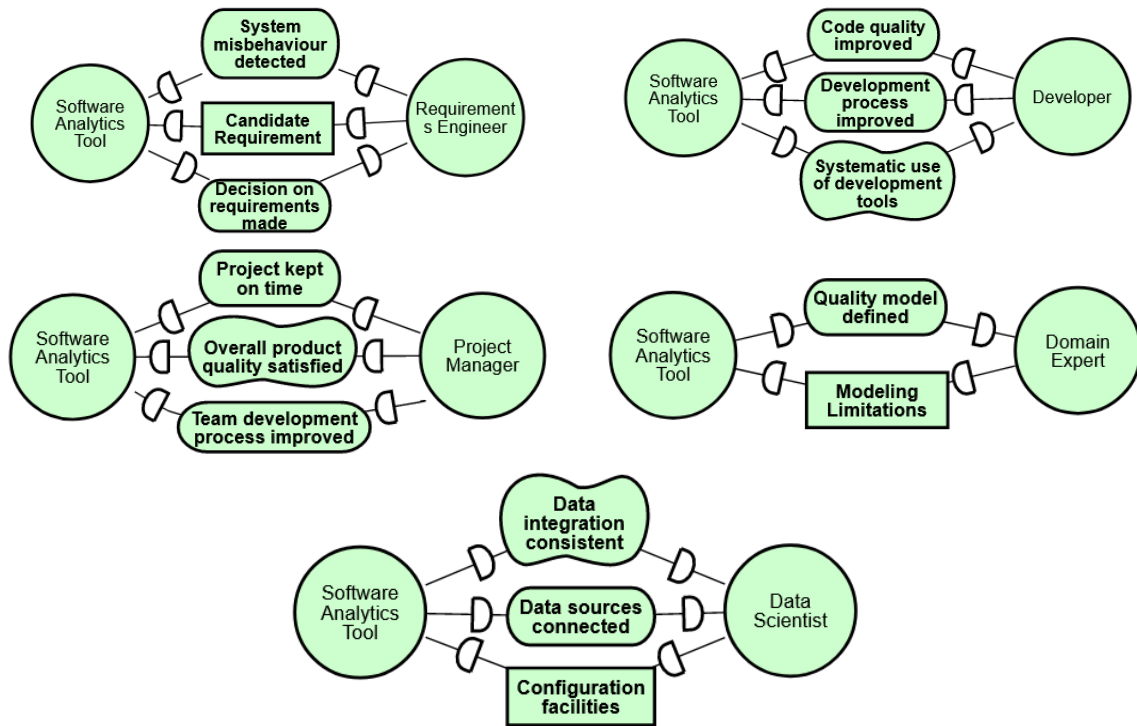 System
misbehaviour
detected
Software
Analytics
Tool
Candidate
Requirement
Requirement
s Engineer
Decision on
requirements
made
Code quality
improved
Software
Analytics
Tool
Development
process
improved
Developer
Systematic use
of development
tools
Project kept
on time
Software
Analytics
Tool
Overall product
quality satisfied
Project
Manager
Team development
process improved
Quality model
defined
Software
Analytics
Tool
Domain
Expert
Modeling
Limitations
Data
integration
consistent
Software
Analytics
Tool
Data sources
connected
Data
Scientist
Configuration
facilities